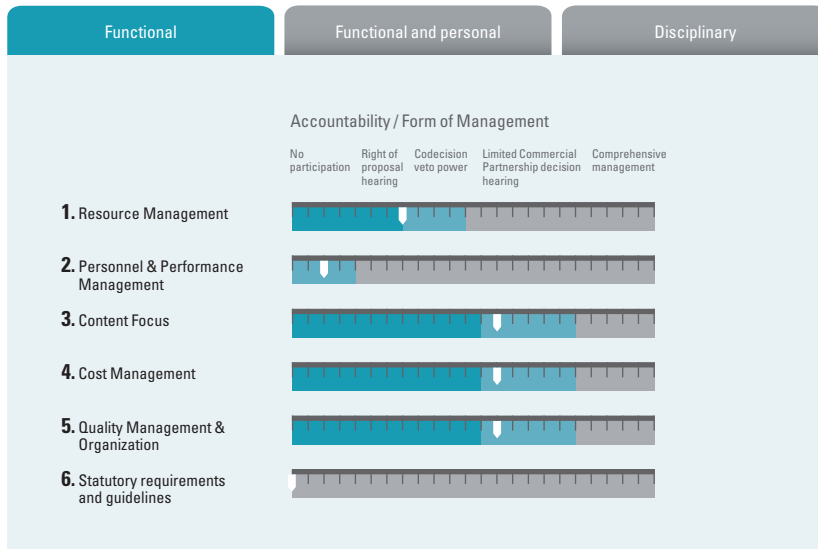 Functional
Functional and personal
Disciplinary
Accountability / Form of Management
No
participation
Right of
proposal
hearing
Codecision
veto power
Limited Commercial
Partnership decision
hearing
Comprehensive
management
1. Resource Management
2. Personnel & Performance
Management
3. Content Focus
4. Cost Management
5. Quality Management &
Organization
6. Statutory requirements
and guidelines